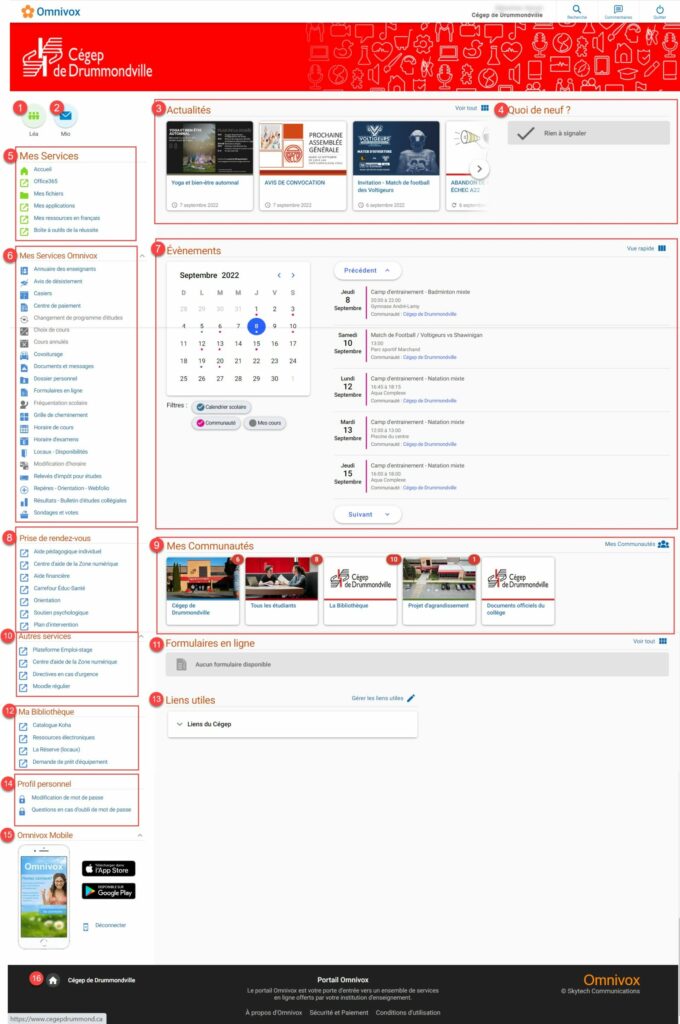 Omnivox
Cégep de Drummondville
Recherche
Commentaires
Quitter
Cégep
de Drummondville
1
Léa
2
Mio
3 Actualités
Voir tout
YOGA ET BIEN-ÊTRE
AUTOMNAL
Yoga et bien-être automnal
7 septembre 2022
PROCHAINE
ASSEMBLÉE
GÉNÉRALE
AVIS DE CONVOCATION
7 septembre 2022
VOLTIGEURS
MATCH D'OUVERTURE
Invitation - Match de football
des Voltigeurs
6 septembre 2022
ABANDON
ÉCHEC A22
6 septembre 2022
4 Quoi de neuf ?
Rien à signaler
5 Mes Services
Accueil
Office365
Mes fichiers
Mes applications
Mes ressources en français
Boîte à outils de la réussite
6 Mes Services Omnivox
Annuaire des enseignants
Avis de désistement
Casiers
Centre de paiement
Changement de programme d'études
Choix de cours
Cours annulés
Covoiturage
Documents et messages
Dossier personnel
Formulaires en ligne
Fréquentation scolaire
Grille de cheminement
Horaire de cours
Horaire d'examens
Locaux - Disponibilités
Modification d'horaire
Relevés d'impôt pour études
Repères - Orientation - Webfolio
Résultats - Bulletin d'études collégiales
Sondages et votes
7 Évènements
Vue rapide
Septembre 2022
D L M M J V S
28 29 30 31 1 2 3
4 5 6 7 8 9 10
11 12 13 14 15 16 17
18 19 20 21 22 23 24
25 26 27 28 29 30 1
Filtres :
Calendrier scolaire
Communauté
Mes cours
Précédent
Jeudi
8
Septembre
Camp d'entrainement - Badminton mixte
20:00 à 22:00
Gymnase André-Lamy
Communauté : Cégep de Drummondville
Samedi
10
Septembre
Match de Football / Voltigeurs vs Shawinigan
13:00
Parc sportif Marchand
Communauté : Cégep de Drummondville
Lundi
12
Septembre
Camp d'entrainement - Natation mixte
16:45 à 18:15
Aqua Complexe
Communauté : Cégep de Drummondville
Mardi
13
Septembre
Camp d'entrainement - Natation mixte
12:00 à 13:00
Piscine du centre
Communauté : Cégep de Drummondville
Jeudi
15
Septembre
Camp d'entrainement - Natation mixte
16:00 à 18:00
Aqua Complexe
Communauté : Cégep de Drummondville
Suivant
8 Prise de rendez-vous
Aide pédagogique individuel
Centre d'aide de la Zone numérique
Aide financière
Carrefour Éduc-Santé
Orientation
Soutien psychologique
Plan d'intervention
9 Mes Communautés
Mes Communautés
6
Cégep de
Drummondville
8
Tous les étudiants
10
Cégep
de Drummondville
La Bibliothèque
1
Projet d'agrandissement
Cégep
de Drummondville
Documents officiels du
collège
10 Autres services
Plateforme Emploi-stage
Centre d'aide de la Zone numérique
Directives en cas d'urgence
Moodle régulier
11 Formulaires en ligne
Voir tout
Aucun formulaire disponible
12 Ma Bibliothèque
Catalogue Koha
Ressources électroniques
La Réserve (locaux)
Demande de prêt d'équipement
13 Liens utiles
Gérer les liens utiles
Liens du Cégep
14 Profil personnel
Modification de mot de passe
Questions en cas d'oubli de mot de passe
15 Omnivox Mobile
Omnivox
Télécharger dans
l'App Store
DISPONIBLE SUR
Google Play
Déconnecter
16 Cégep de Drummondville
Portail Omnivox
Le portail Omnivox est votre porte d'entrée vers un ensemble de services
en ligne offerts par votre institution d'enseignement.
À propos d'Omnivox Sécurité et Paiement Conditions d'utilisation
Omnivox
© Skytech Communications
https://www.cegepdrummond.ca